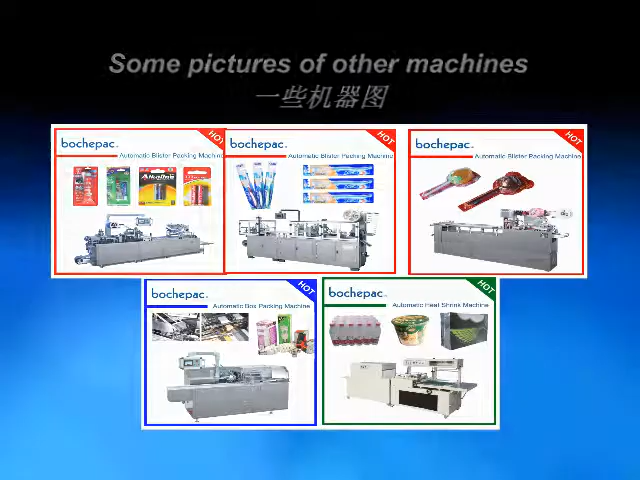 Some pictures of other machines
一些机器图
HOT
bochepac.
Automatic Blister Packing Machine
Alkaline
HOT
bochepac.
Automatic Blister Packing Machine
HOT
bochepac.
Automatic Blister Packing Machine
HOT
bochepac.
Automatic Box Packing Machine
HOT
bochepac.
Automatic Heat Shrink Machine